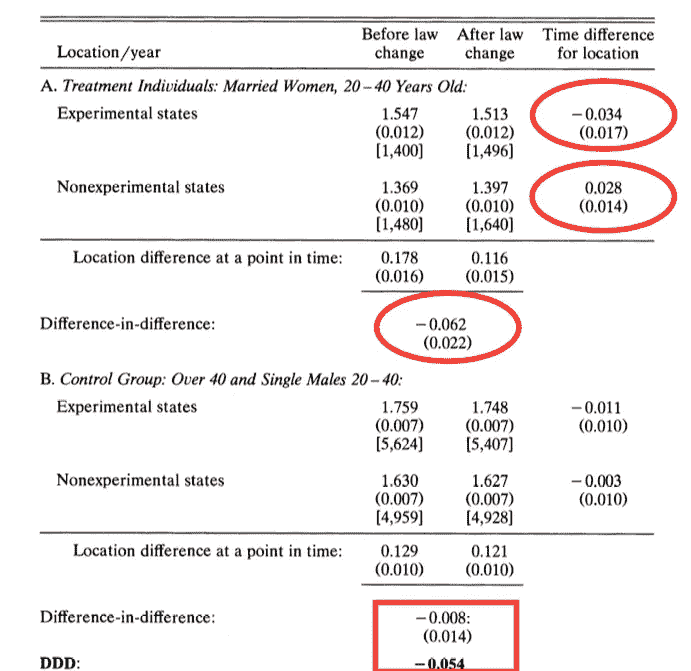 Before law After law Time difference
Location/year change change for location
A. Treatment Individuals: Married Women, 20–40 Years Old:
Experimental states 1.547 1.513 −0.034
(0.012) (0.012) (0.017)
[1,400] [1,496]
Nonexperimental states 1.369 1.397 0.028
(0.010) (0.010) (0.014)
[1,480] [1,640]
Location difference at a point in time: 0.178 0.116
(0.016) (0.015)
Difference-in-difference: −0.062
(0.022)
B. Control Group: Over 40 and Single Males 20–40:
Experimental states 1.759 1.748 −0.011
(0.007) (0.007) (0.010)
[5,624] [5,407]
Nonexperimental states 1.630 1.627 −0.003
(0.007) (0.007) (0.010)
[4,959] [4,928]
Location difference at a point in time: 0.129 0.121
(0.010) (0.010)
Difference-in-difference: −0.008:
(0.014)
DDD: −0.054